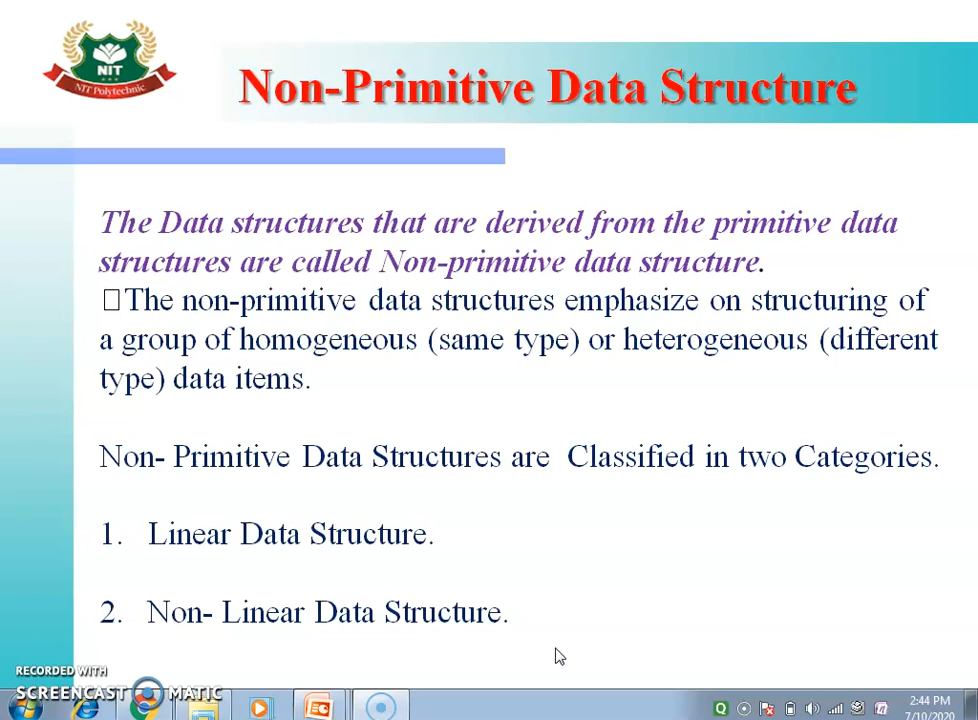 NIT
NIT Polytechnic
Non-Primitive Data Structure
The Data structures that are derived from the primitive data
structures are called Non-primitive data structure.
The non-primitive data structures emphasize on structuring of
a group of homogeneous (same type) or heterogeneous (different
type) data items.
Non- Primitive Data Structures are Classified in two Categories.
1. Linear Data Structure.
2. Non- Linear Data Structure.
RECORDED WITH
SCREENCAST MATIC
2:44 PM
7/10/2020